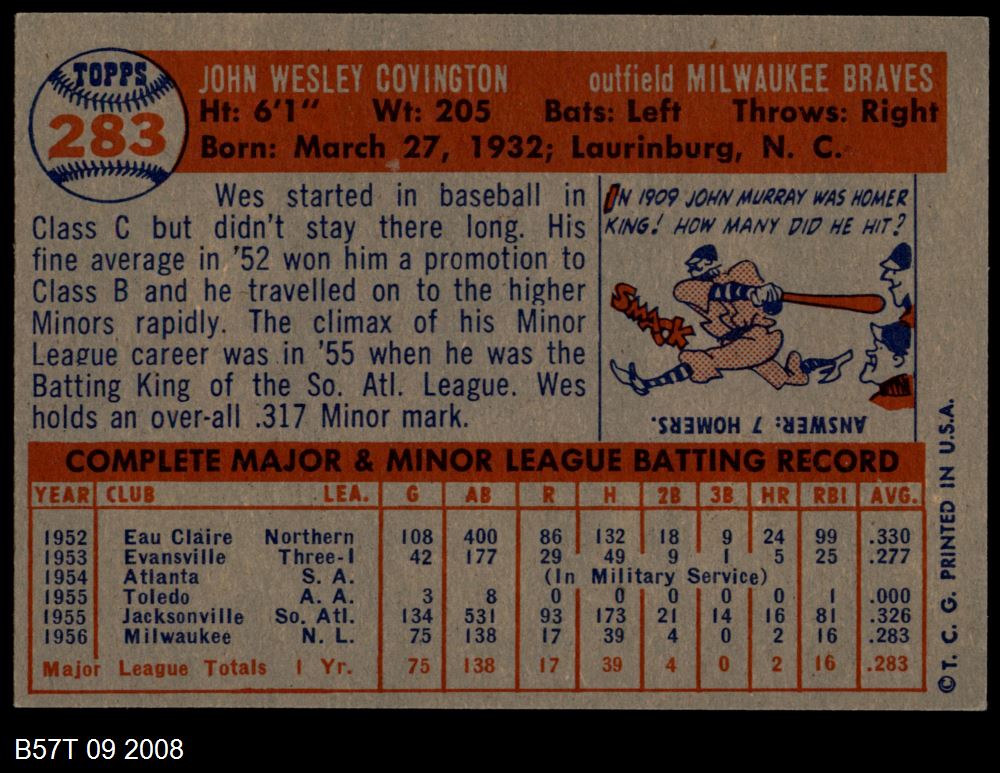 TOPPS
283
JOHN WESLEY COVINGTON outfield MILWAUKEE BRAVES
Ht: 6'1" Wt: 205 Bats: Left Throws: Right
Born: March 27, 1932; Laurinburg, N. C.
Wes started in baseball in
Class C but didn't stay there long. His
fine average in '52 won him a promotion to
Class B and he travelled on to the higher
Minors rapidly. The climax of his Minor
League career was in '55 when he was the
Batting King of the So. Atl. League. Wes
holds an over-all .317 Minor mark.
IN 1909 JOHN MURRAY WAS HOMER
KING! HOW MANY DID HE HIT?
SMACK
ANSWER: 7 HOMERS.
COMPLETE MAJOR & MINOR LEAGUE BATTING RECORD
YEAR CLUB LEA. G AB R H 2B 3B HR RBI AVG.
1952 Eau Claire Northern 108 400 86 132 18 9 24 99 .330
1953 Evansville Three-I 42 177 29 49 9 1 5 25 .277
1954 Atlanta S. A. (In Military Service)
1955 Toledo A. A. 3 8 0 0 0 0 0 1 .000
1955 Jacksonville So. Atl. 134 531 93 173 21 14 16 81 .326
1956 Milwaukee N. L. 75 138 17 39 4 0 2 16 .283
Major League Totals 1 Yr. 75 138 17 39 4 0 2 16 .283
© T. C. G. PRINTED IN U.S.A.
B57T 09 2008